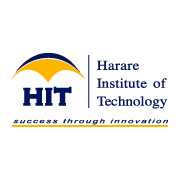 HIT
Harare
Institute of
Technology
success through innovation